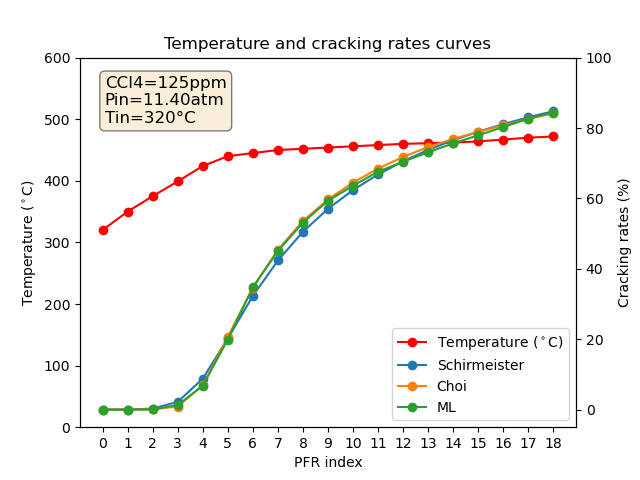 Temperature and cracking rates curves
CCl4=125ppm
Pin=11.40atm
Tin=320°C
Temperature (°C)
600
500
400
300
200
100
0
100
80
60
40
20
0
Cracking rates (%)
Temperature (°C)
Schirmeister
Choi
ML
0 1 2 3 4 5 6 7 8 9 10 11 12 13 14 15 16 17 18
PFR index